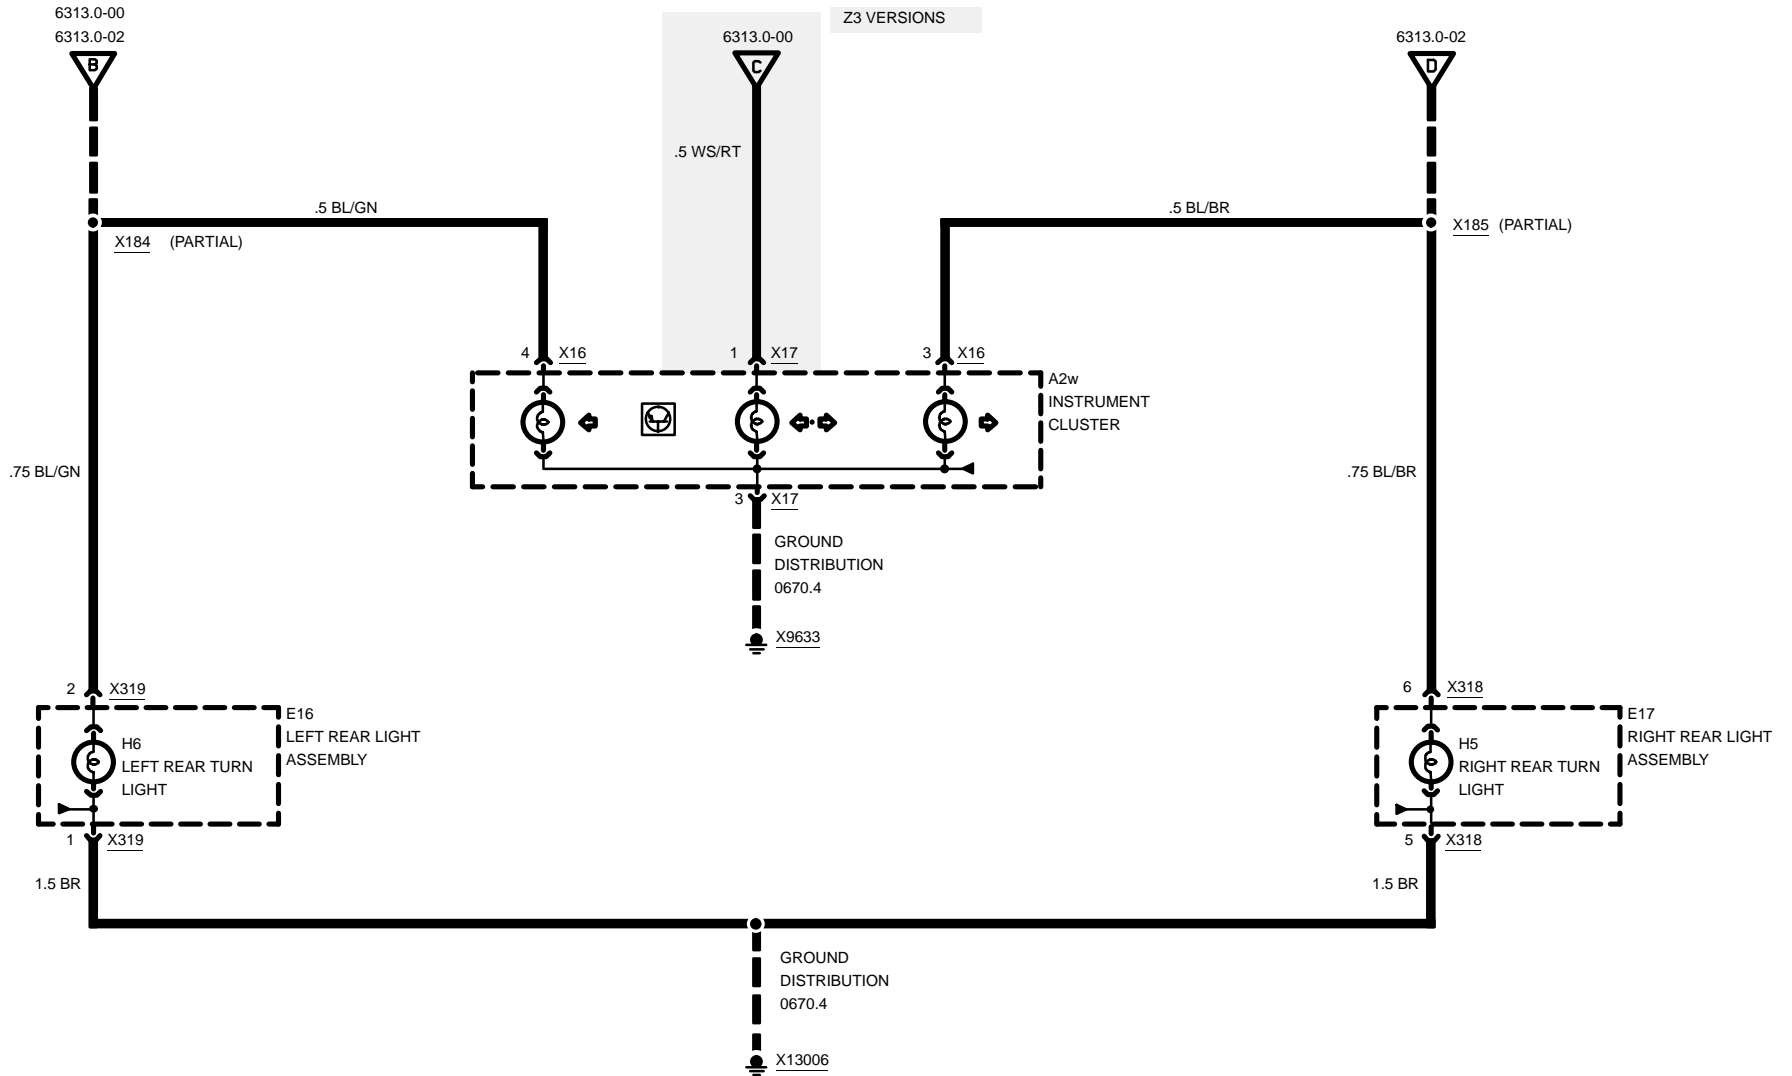 6313.0-00
6313.0-02
B
Z3 VERSIONS
6313.0-00
C
6313.0-02
D
.5 WS/RT
.5 BL/GN
.5 BL/BR
X184 (PARTIAL)
X185 (PARTIAL)
4 X16
1 X17
3 X16
A2w
INSTRUMENT
CLUSTER
.75 BL/GN
.75 BL/BR
3 X17
GROUND
DISTRIBUTION
0670.4
X9633
2 X319
E16
LEFT REAR LIGHT
ASSEMBLY
H6
LEFT REAR TURN
LIGHT
1 X319
1.5 BR
6 X318
E17
RIGHT REAR LIGHT
ASSEMBLY
H5
RIGHT REAR TURN
LIGHT
5 X318
1.5 BR
GROUND
DISTRIBUTION
0670.4
X13006